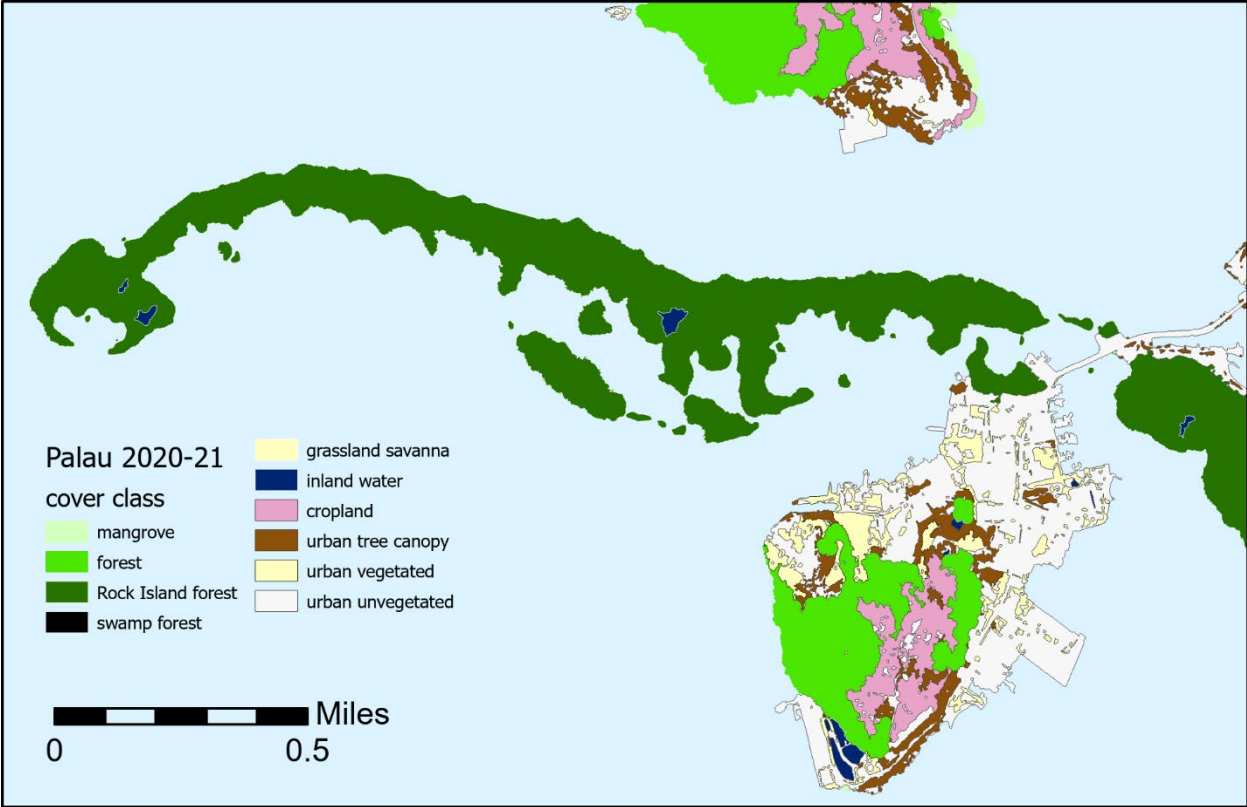 Palau 2020-21
cover class
mangrove
forest
Rock Island forest
swamp forest
grassland savanna
inland water
cropland
urban tree canopy
urban vegetated
urban unvegetated
Miles
0 0.5